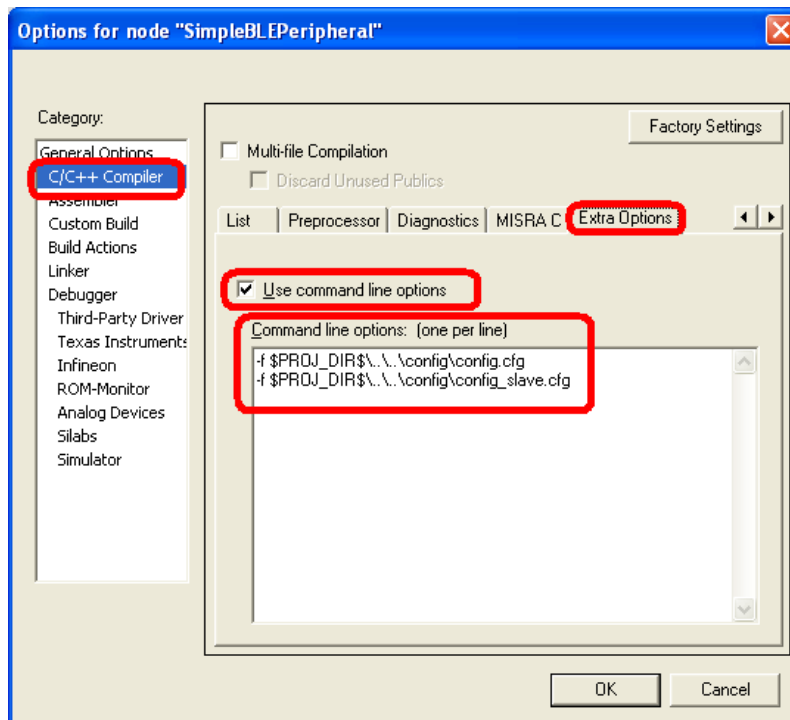 Options for node "SimpleBLEPeripheral"
Category:
Factory Settings
General Options
C/C++ Compiler
Assembler
Custom Build
Build Actions
Linker
Debugger
Third-Party Driver
Texas Instruments
Infineon
ROM-Monitor
Analog Devices
Silabs
Simulator
Multi-file Compilation
Discard Unused Publics
List Preprocessor Diagnostics MISRA C Extra Options
Use command line options
Command line options: (one per line)
-f $PROJ_DIR$\..\..\config\config.cfg
-f $PROJ_DIR$\..\..\config\config_slave.cfg
OK Cancel